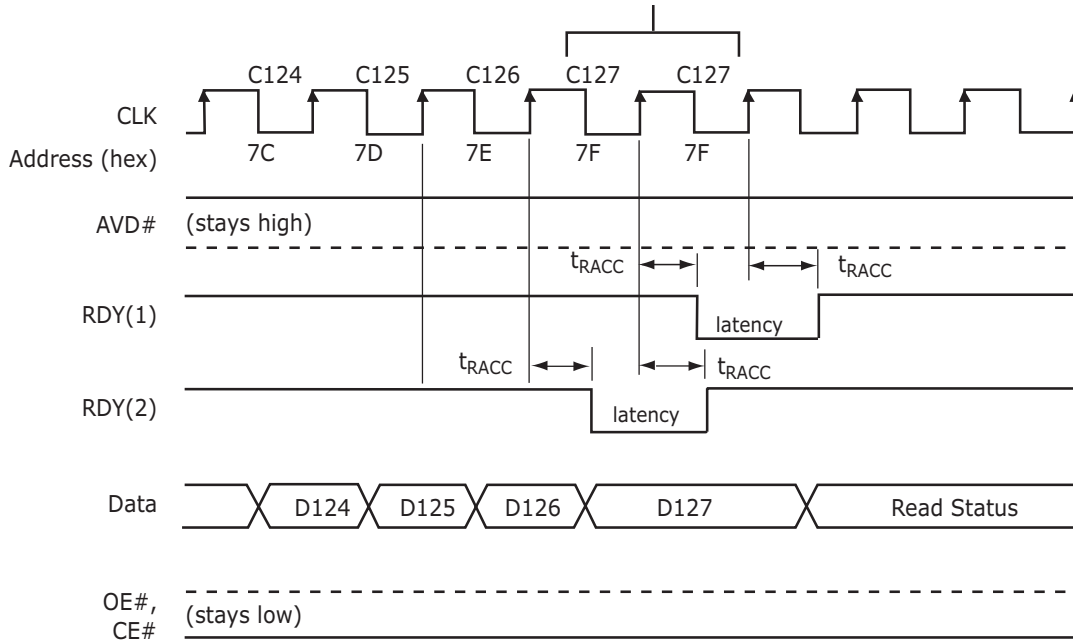 C124 C125 C126 C127 C127
CLK
Address (hex) 7C 7D 7E 7F 7F
AVD# (stays high)
tRACC tRACC
RDY(1) latency
tRACC tRACC
RDY(2) latency
Data D124 D125 D126 D127 Read Status
OE#,
CE# (stays low)